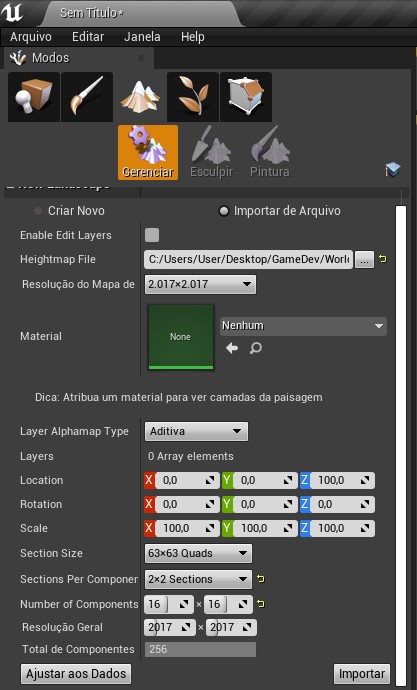 Sem Título*
Arquivo Editar Janela Help
Modos
Gerenciar Esculpir Pintura
New Landscape
Criar Novo Importar de Arquivo
Enable Edit Layers
Heightmap File C:/Users/User/Desktop/GameDev/World ...
Resolução do Mapa de 2.017×2.017
Material None Nenhum
Dica: Atribua um material para ver camadas da paisagem
Layer Alphamap Type Aditiva
Layers 0 Array elements
Location X 0,0 Y 0,0 Z 100,0
Rotation X 0,0 Y 0,0 Z 0,0
Scale X 100,0 Y 100,0 Z 100,0
Section Size 63×63 Quads
Sections Per Componen 2×2 Sections
Number of Components 16 × 16
Resolução Geral 2017 × 2017
Total de Componentes 256
Ajustar aos Dados Importar